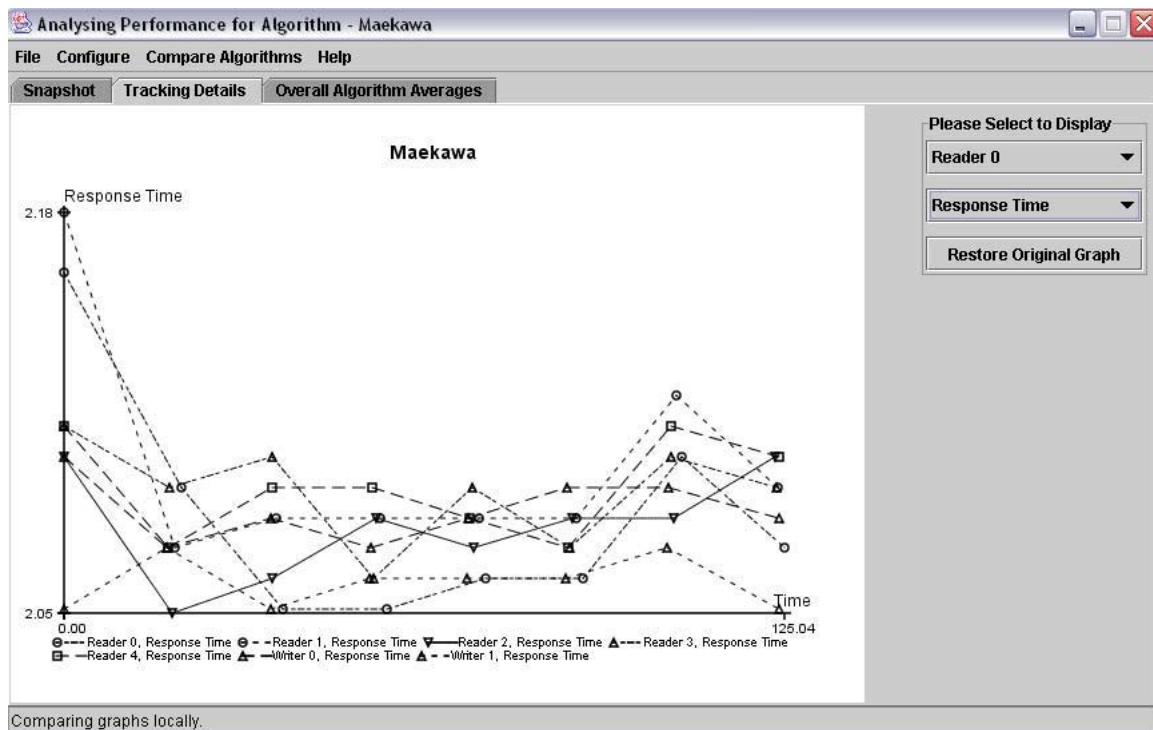 Analysing Performance for Algorithm - Maekawa
File Configure Compare Algorithms Help
Snapshot Tracking Details Overall Algorithm Averages
Please Select to Display
Maekawa
Reader 0
Response Time
2.18
Response Time
Restore Original Graph
Time
2.05
0.00
125.04
Reader 0, Response Time Reader 1, Response Time Reader 2, Response Time Reader 3, Response Time
Reader 4, Response Time Writer 0, Response Time Writer 1, Response Time
Comparing graphs locally.